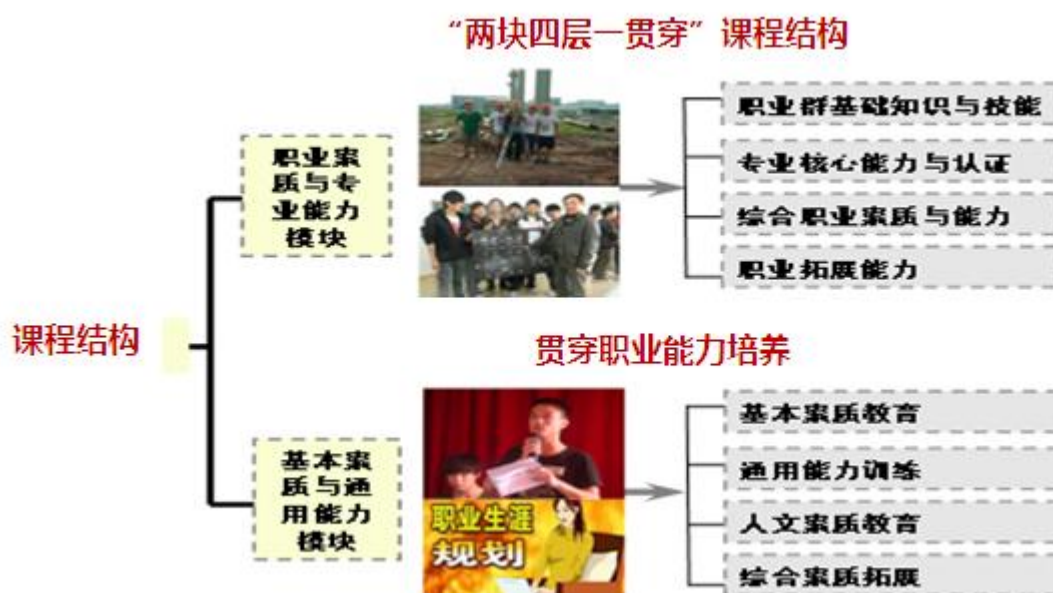 “两块四层一贯穿”课程结构
职业素
质与专
业能力
模块
职业群基础知识与技能
专业核心能力与认证
综合职业素质与能力
职业拓展能力
课程结构
贯穿职业能力培养
基本素
质与通
用能力
模块
职业生涯
规划
基本素质教育
通用能力训练
人文素质教育
综合素质拓展